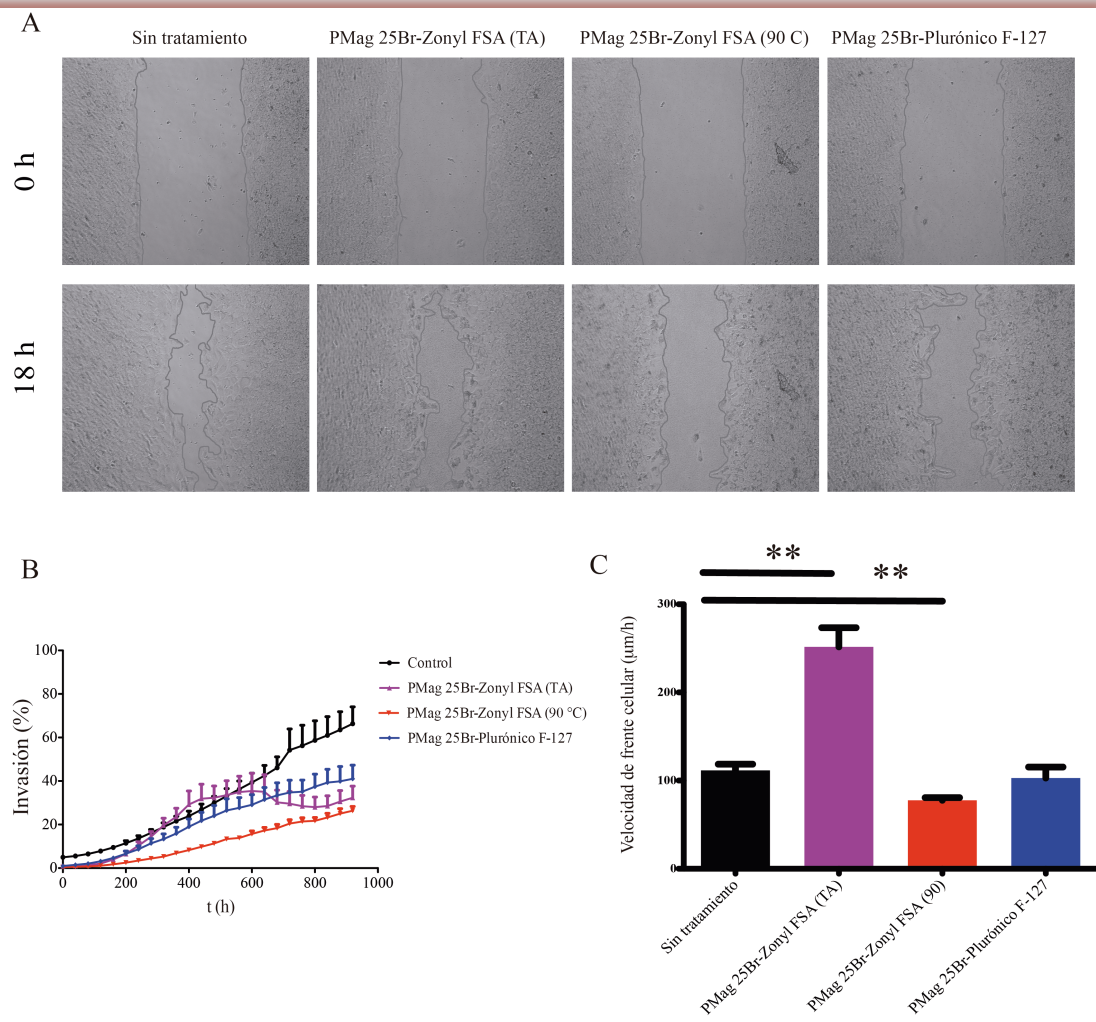 A
Sin tratamiento
PMag 25Br-Zonyl FSA (TA)
PMag 25Br-Zonyl FSA (90 C)
PMag 25Br-Plurónico F-127
0 h
18 h
B
Invasión (%)
100
80
60
40
20
0
0 200 400 600 800 1000
t (h)
Control
PMag 25Br-Zonyl FSA (TA)
PMag 25Br-Zonyl FSA (90 °C)
PMag 25Br-Plurónico F-127
C
**
**
Velocidad de frente celular (µm/h)
300
200
100
0
Sin tratamiento
PMag 25Br-Zonyl FSA (TA)
PMag 25Br-Zonyl FSA (90)
PMag 25Br-Plurónico F-127